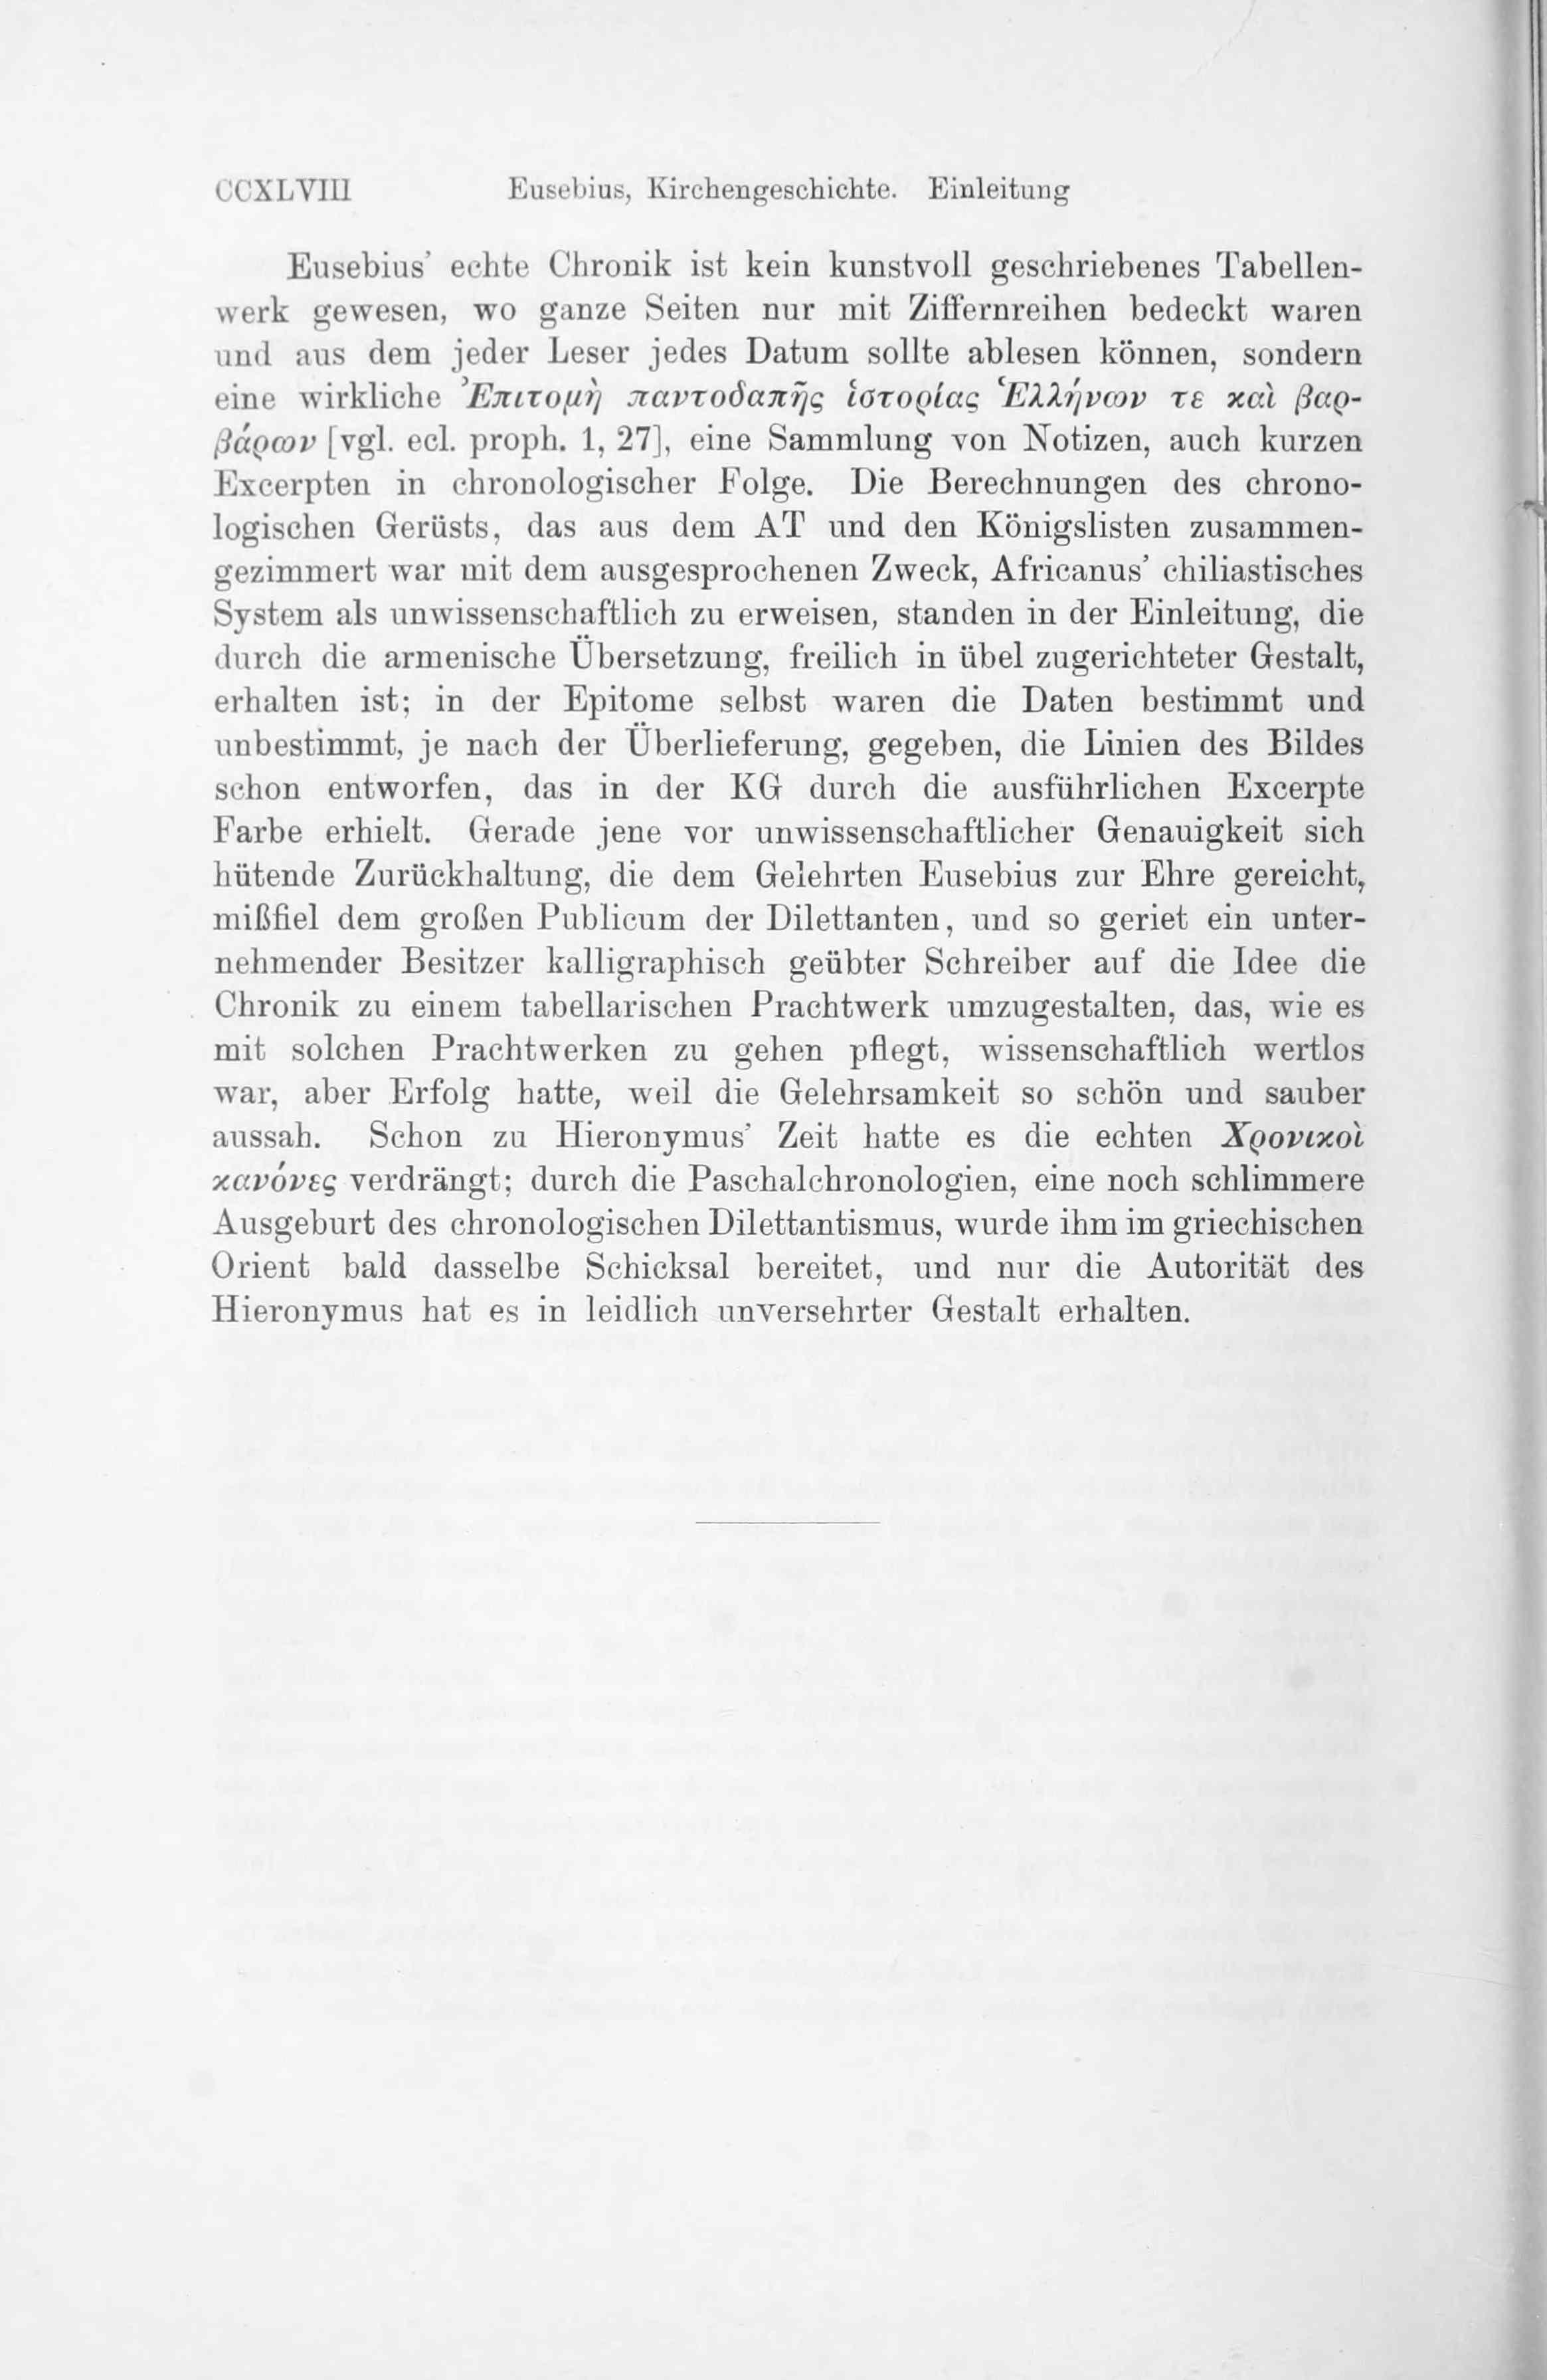 CCXLVIII Eusebius, Kirchengeschichte. Einleitung
Eusebius’ echte Chronik ist kein kunstvoll geschriebenes Tabellen-
werk gewesen, wo ganze Seiten nur mit Ziffernreihen bedeckt waren
und aus dem jeder Leser jedes Datum sollte ablesen können, sondern
eine wirkliche Ἐπιτομὴ παντοδαπῆς ἱστορίας Ἑλλήνων τε καὶ βαρ-
βάρων [vgl. ecl. proph. 1, 27], eine Sammlung von Notizen, auch kurzen
Excerpten in chronologischer Folge. Die Berechnungen des chrono-
logischen Gerüsts, das aus dem AT und den Königslisten zusammen-
gezimmert war mit dem ausgesprochenen Zweck, Africanus’ chiliastisches
System als unwissenschaftlich zu erweisen, standen in der Einleitung, die
durch die armenische Übersetzung, freilich in übel zugerichteter Gestalt,
erhalten ist; in der Epitome selbst waren die Daten bestimmt und
unbestimmt, je nach der Überlieferung, gegeben, die Linien des Bildes
schon entworfen, das in der KG durch die ausführlichen Excerpte
Farbe erhielt. Gerade jene vor unwissenschaftlicher Genauigkeit sich
hütende Zurückhaltung, die dem Gelehrten Eusebius zur Ehre gereicht,
mißfiel dem großen Publicum der Dilettanten, und so geriet ein unter-
nehmender Besitzer kalligraphisch geübter Schreiber auf die Idee die
Chronik zu einem tabellarischen Prachtwerk umzugestalten, das, wie es
mit solchen Prachtwerken zu gehen pflegt, wissenschaftlich wertlos
war, aber Erfolg hatte, weil die Gelehrsamkeit so schön und sauber
aussah. Schon zu Hieronymus’ Zeit hatte es die echten Χρονικοὶ
κανόνες verdrängt; durch die Paschalchronologien, eine noch schlimmere
Ausgeburt des chronologischen Dilettantismus, wurde ihm im griechischen
Orient bald dasselbe Schicksal bereitet, und nur die Autorität des
Hieronymus hat es in leidlich unversehrter Gestalt erhalten.